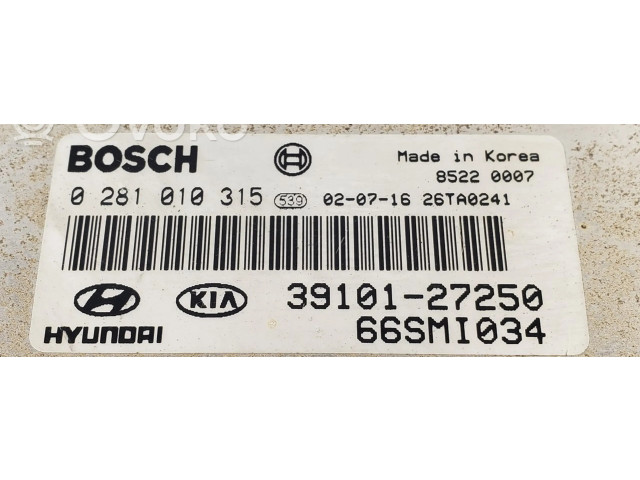 OVOKO
BOSCH
Made in Korea
8522 0007
0 281 010 315 539 02-07-16 26TA0241
HYUNDAI KIA 39101-27250
66SMI034